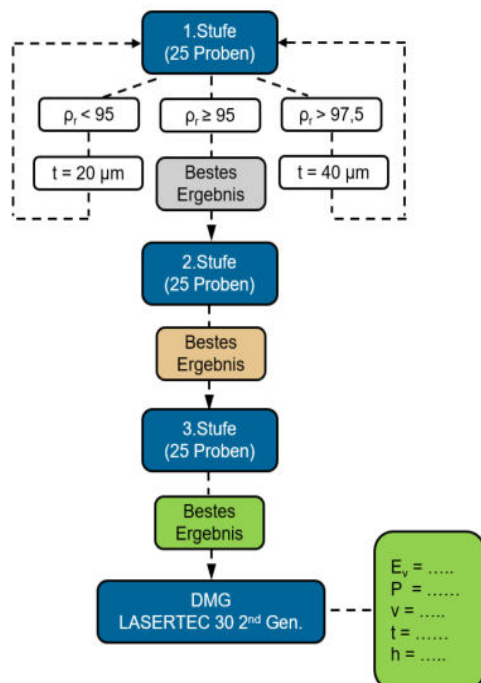 1.Stufe
(25 Proben)
ρr < 95
ρr ≥ 95
ρr > 97,5
t = 20 µm
Bestes
Ergebnis
t = 40 µm
2.Stufe
(25 Proben)
Bestes
Ergebnis
3.Stufe
(25 Proben)
Bestes
Ergebnis
DMG
LASERTEC 30 2nd Gen.
Ev = …..
P = ……
v = …..
t = ……
h = …..